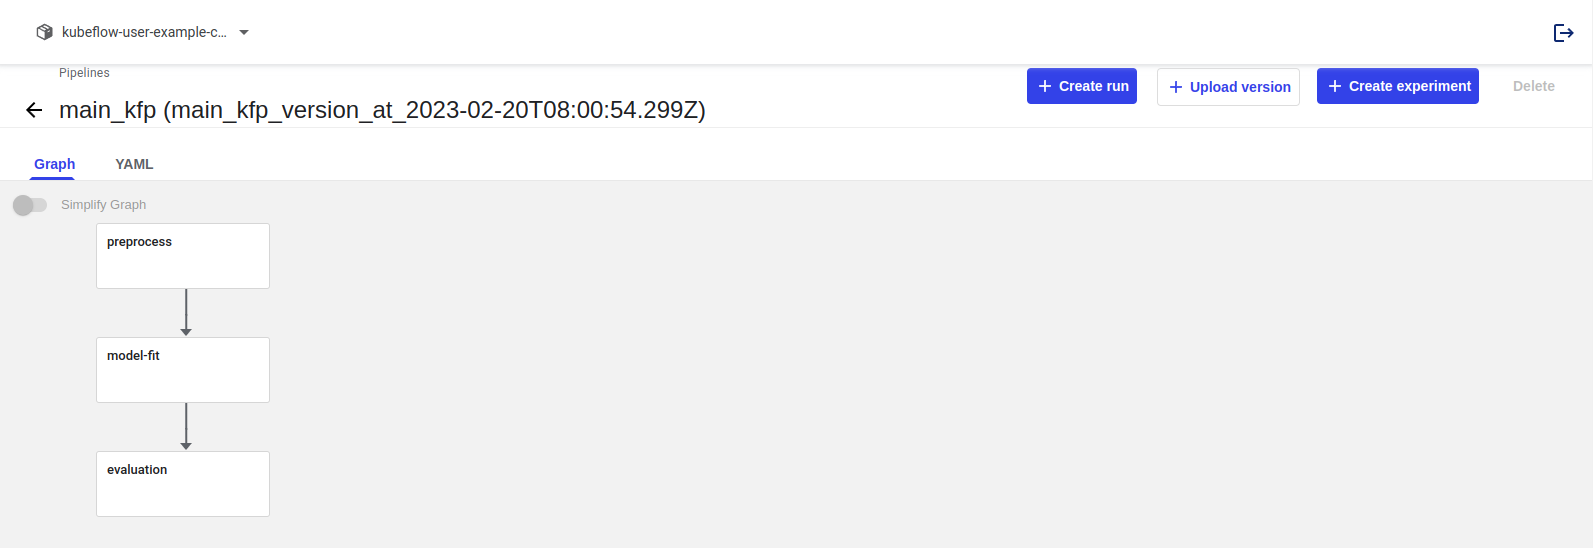 kubeflow-user-example-c...
Pipelines
main_kfp (main_kfp_version_at_2023-02-20T08:00:54.299Z)
+ Create run
+ Upload version
+ Create experiment
Delete
Graph
YAML
Simplify Graph
preprocess
model-fit
evaluation